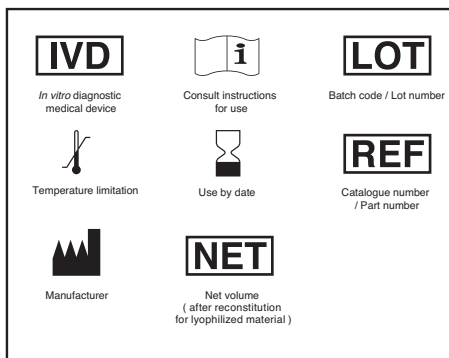 IVD
In vitro diagnostic
medical device
i
Consult instructions
for use
LOT
Batch code / Lot number
Temperature limitation
Use by date
REF
Catalogue number
/ Part number
Manufacturer
NET
Net volume
( after reconstitution
for lyophilized material )